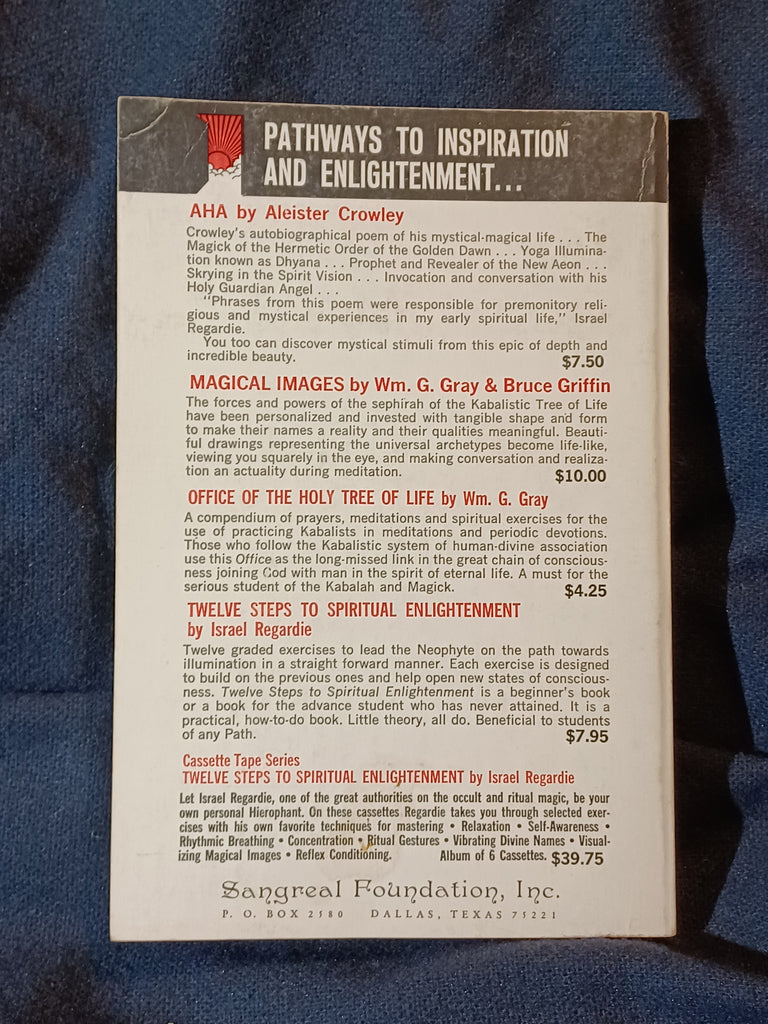 PATHWAYS TO INSPIRATION
AND ENLIGHTENMENT...
AHA by Aleister Crowley
Crowley's autobiographical poem of his mystical-magical life . . . The
Magick of the Hermetic Order of the Golden Dawn . . . Yoga Illumina-
tion known as Dhyana . . . Prophet and Revealer of the New Aeon . . .
Skrying in the Spirit Vision . . . Invocation and conversation with his
Holy Guardian Angel . . .
"Phrases from this poem were responsible for premonitory reli-
gious and mystical experiences in my early spiritual life," Israel
Regardie.
You too can discover mystical stimuli from this epic of depth and
incredible beauty. $7.50
MAGICAL IMAGES by Wm. G. Gray & Bruce Griffin
The forces and powers of the sephirah of the Kabalistic Tree of Life
have been personalized and invested with tangible shape and form
to make their names a reality and their qualities meaningful. Beauti-
ful drawings representing the universal archetypes become life-like,
viewing you squarely in the eye, and making conversation and realiza-
tion an actuality during meditation. $10.00
OFFICE OF THE HOLY TREE OF LIFE by Wm. G. Gray
A compendium of prayers, meditations and spiritual exercises for the
use of practicing Kabalists in meditations and periodic devotions.
Those who follow the Kabalistic system of human-divine association
use this Office as the long-missed link in the great chain of conscious-
ness joining God with man in the spirit of eternal life. A must for the
serious student of the Kabalah and Magick. $4.25
TWELVE STEPS TO SPIRITUAL ENLIGHTENMENT
by Israel Regardie
Twelve graded exercises to lead the Neophyte on the path towards
illumination in a straight forward manner. Each exercise is designed
to build on the previous ones and help open new states of conscious-
ness. Twelve Steps to Spiritual Enlightenment is a beginner's book
or a book for the advance student who has never attained. It is a
practical, how-to-do book. Little theory, all do. Beneficial to students
of any Path. $7.95
Cassette Tape Series
TWELVE STEPS TO SPIRITUAL ENLIGHTENMENT by Israel Regardie
Let Israel Regardie, one of the great authorities on the occult and ritual magic, be your
own personal Hierophant. On these cassettes Regardie takes you through selected exer-
cises with his own favorite techniques for mastering • Relaxation • Self-Awareness •
Rhythmic Breathing • Concentration • Ritual Gestures • Vibrating Divine Names • Visual-
izing Magical Images • Reflex Conditioning. Album of 6 Cassettes. $39.75
Sangreal Foundation, Inc.
P. O. BOX 2580 DALLAS, TEXAS 75221